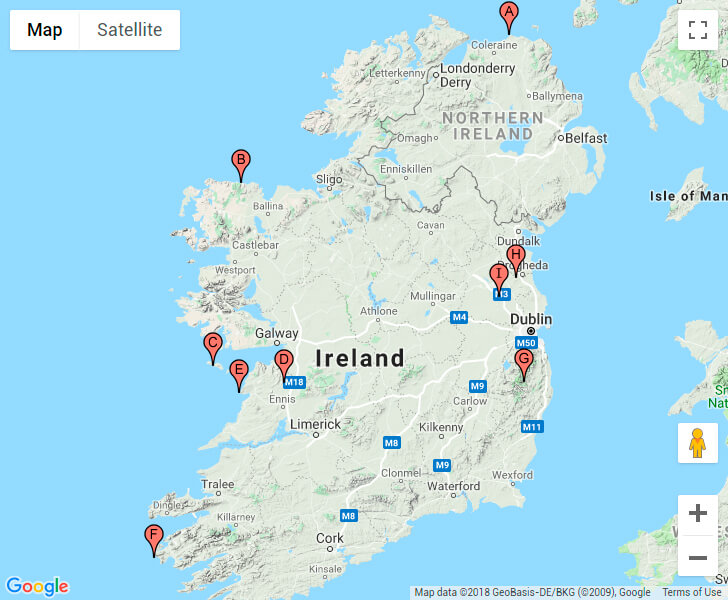 Map
Satellite
A
Coleraine
Letterkenny
Londonderry
Derry
Ballymena
NORTHERN
IRELAND
Omagh
Belfast
Enniskillen
B
Sligo
Ballina
Isle of Man
Cavan
Dundalk
Castlebar
H
Drogheda
Westport
I
Mullingar
M3
Athlone
M4
Dublin
Galway
C
M50
Ireland
D
G
E
M18
M9
Ennis
Carlow
Limerick
Kilkenny
M11
M8
M9
Clonmel
Wexford
Tralee
Waterford
Dingle
M8
Killarney
F
Cork
Kinsale
Google
Map data ©2018 GeoBasis-DE/BKG (©2009), Google
Terms of Use